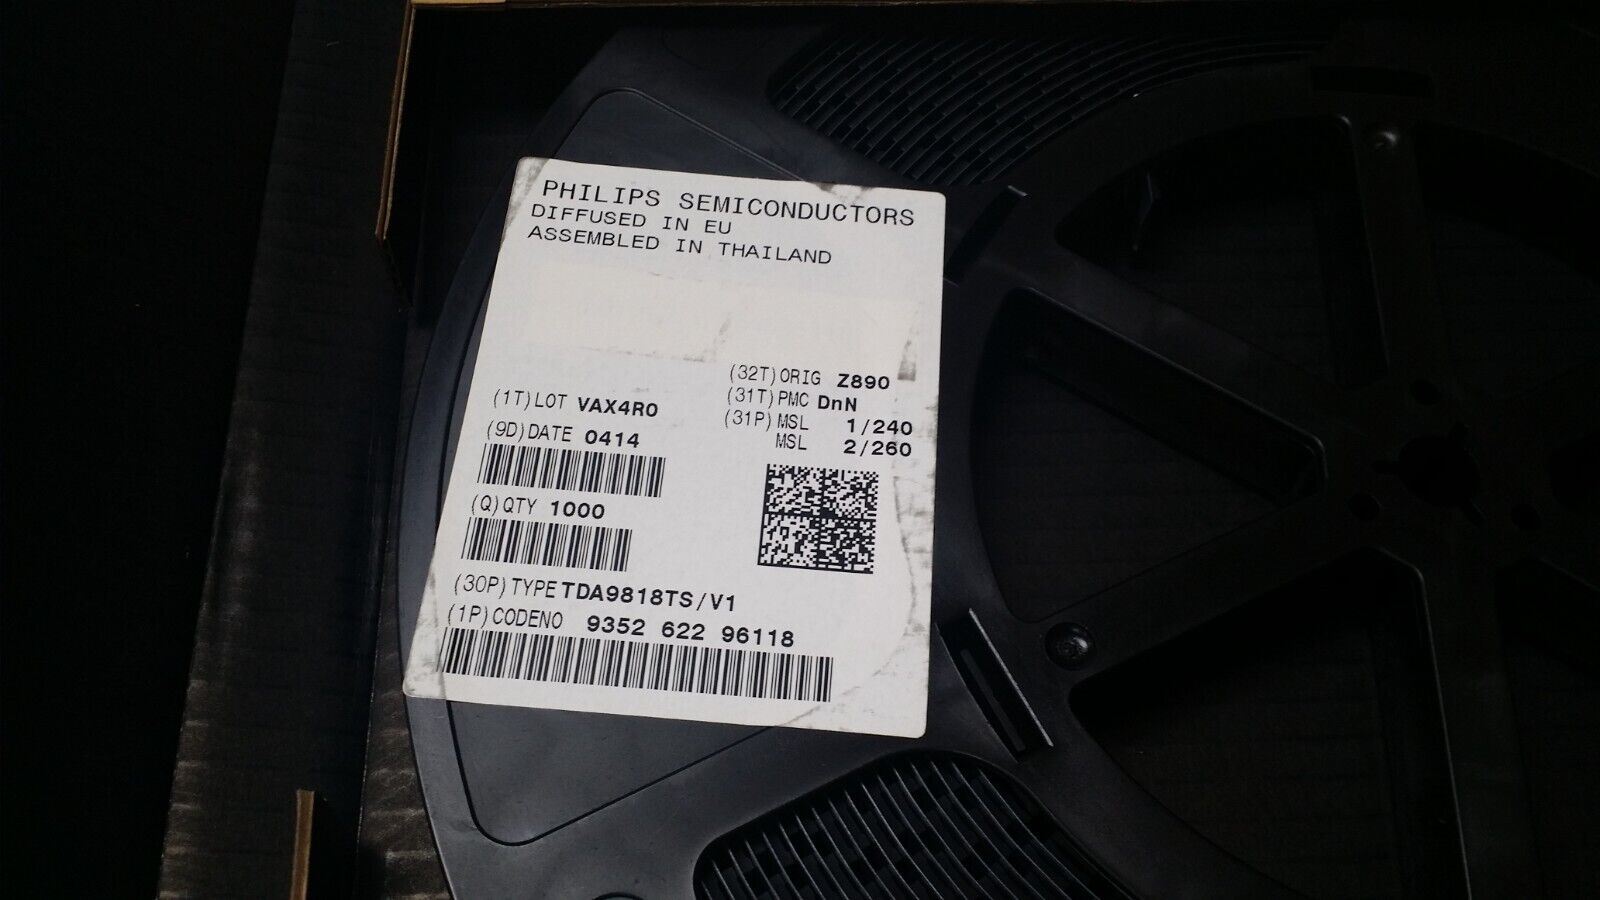 PHILIPS SEMICONDUCTORS
DIFFUSED IN EU
ASSEMBLED IN THAILAND
(32T)ORIG Z890
(31T)PMC DnN
(31P)MSL 1/240
MSL 2/260
(1T)LOT VAX4R0
(9D)DATE 0414
(Q)QTY 1000
(30P)TYPE TDA9818TS/V1
(1P)CODENO 9352 622 96118